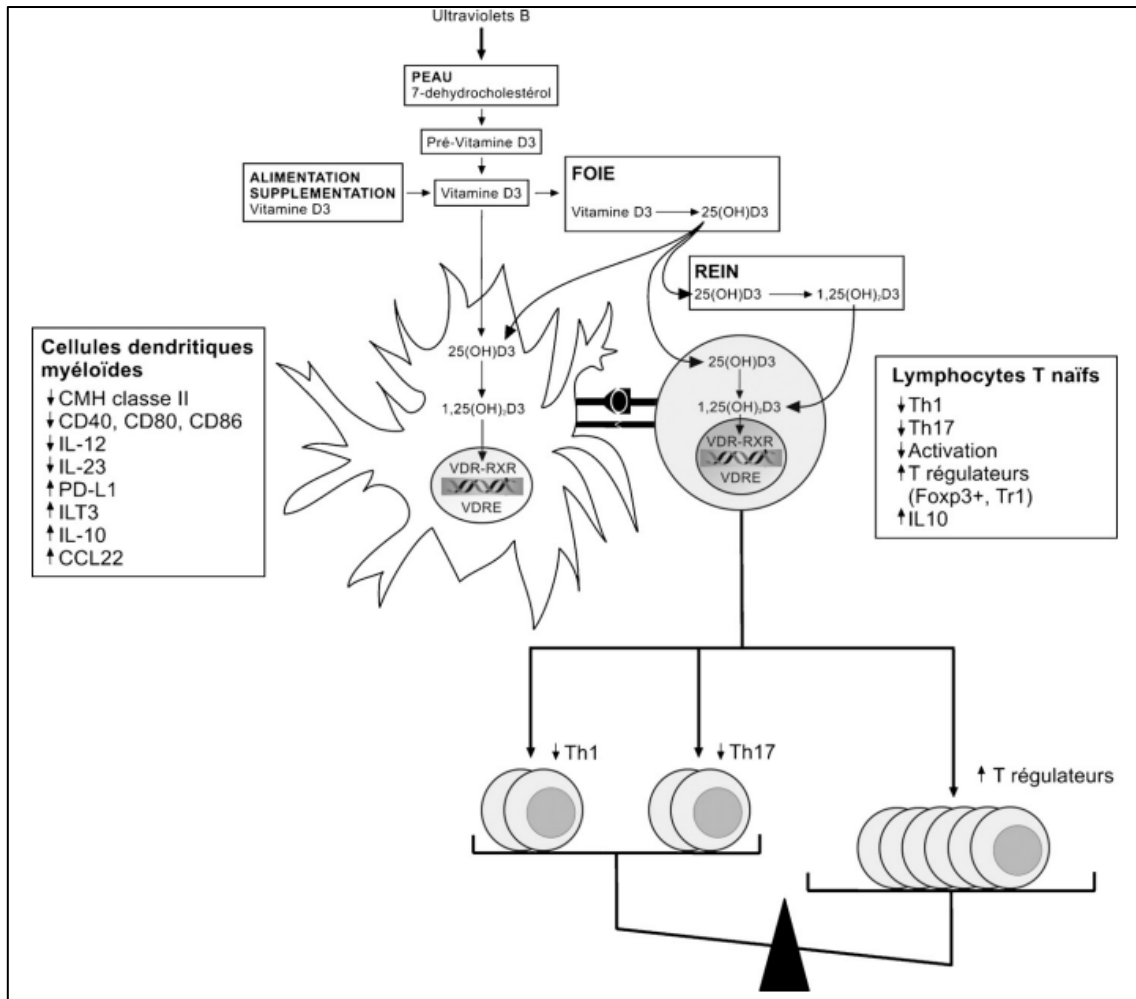 Ultraviolets B
PEAU
7-dehydrocholestérol
Pré-Vitamine D3
ALIMENTATION
SUPPLEMENTATION
Vitamine D3
Vitamine D3
FOIE
Vitamine D3
25(OH)D3
REIN
25(OH)D3
1,25(OH)₂D3
25(OH)D3
1,25(OH)₂D3
VDR-RXR
VDRE
25(OH)D3
1,25(OH)₂D3
VDR-RXR
VDRE
Cellules dendritiques
myéloïdes
↓ CMH classe II
↓ CD40, CD80, CD86
↓ IL-12
↓ IL-23
↑ PD-L1
↑ ILT3
↑ IL-10
↑ CCL22
Lymphocytes T naïfs
↓ Th1
↓ Th17
↓ Activation
↑ T régulateurs
(Foxp3+, Tr1)
↑ IL10
↓ Th1
↓ Th17
↑ T régulateurs